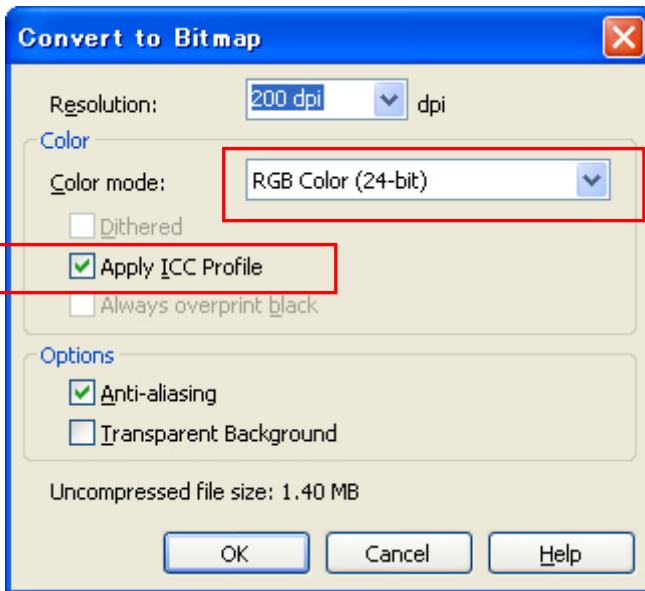 Convert to Bitmap
Resolution: 200 dpi dpi
Color
Color mode: RGB Color (24-bit)
Dithered
Apply ICC Profile
Always overprint black
Options
Anti-aliasing
Transparent Background
Uncompressed file size: 1.40 MB
OK Cancel Help